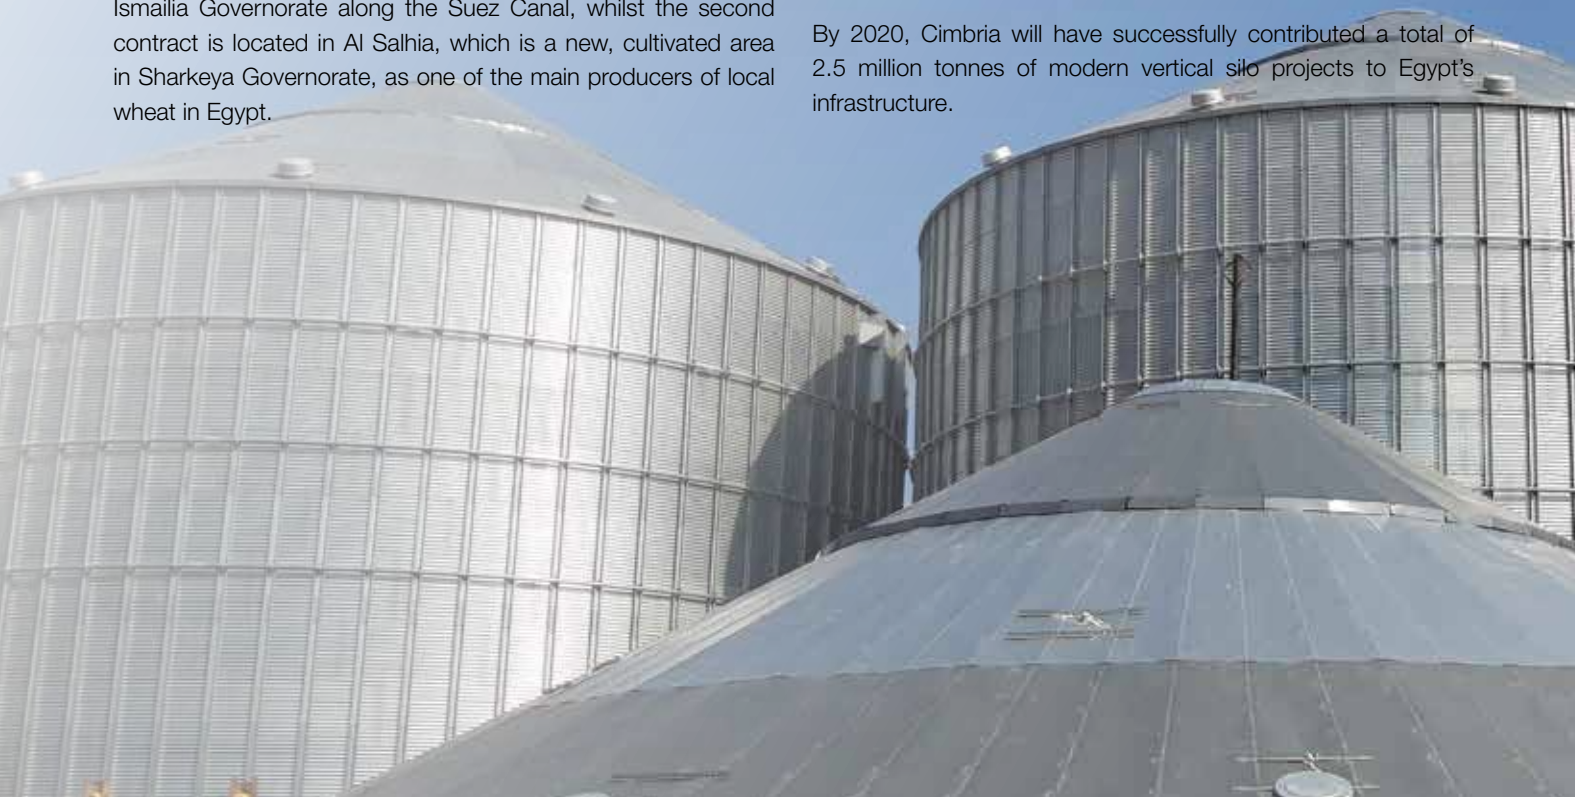 Ismailia Governorate along the Suez Canal, whilst the second
contract is located in Al Salhia, which is a new, cultivated area
in Sharkeya Governorate, as one of the main producers of local
wheat in Egypt.
By 2020, Cimbria will have successfully contributed a total of
2.5 million tonnes of modern vertical silo projects to Egypt's
infrastructure.